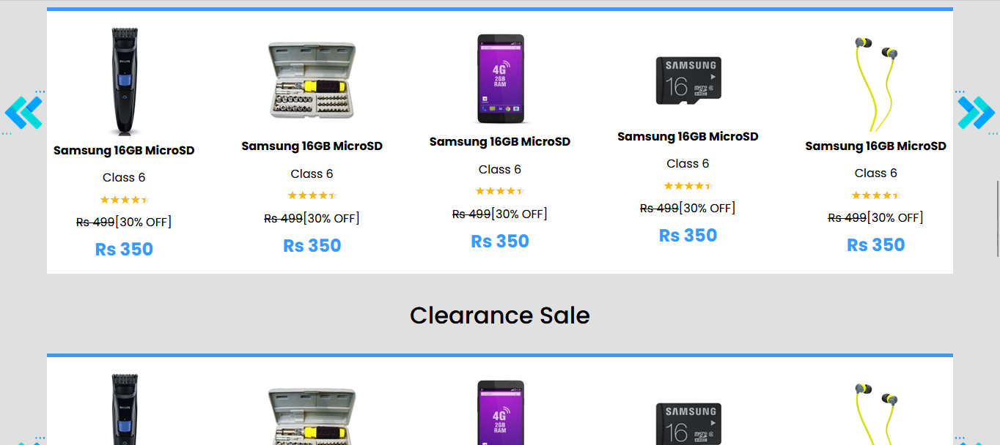 PHILIPS
4G
2GB
RAM
SAMSUNG
16
Samsung 16GB MicroSD
Class 6
Rs 499[30% OFF]
Rs 350
Samsung 16GB MicroSD
Class 6
Rs 499[30% OFF]
Rs 350
Samsung 16GB MicroSD
Class 6
Rs 499[30% OFF]
Rs 350
Samsung 16GB MicroSD
Class 6
Rs 499[30% OFF]
Rs 350
Samsung 16GB MicroSD
Class 6
Rs 499[30% OFF]
Rs 350
Clearance Sale
PHILIPS
4G
2GB
RAM
SAMSUNG
16